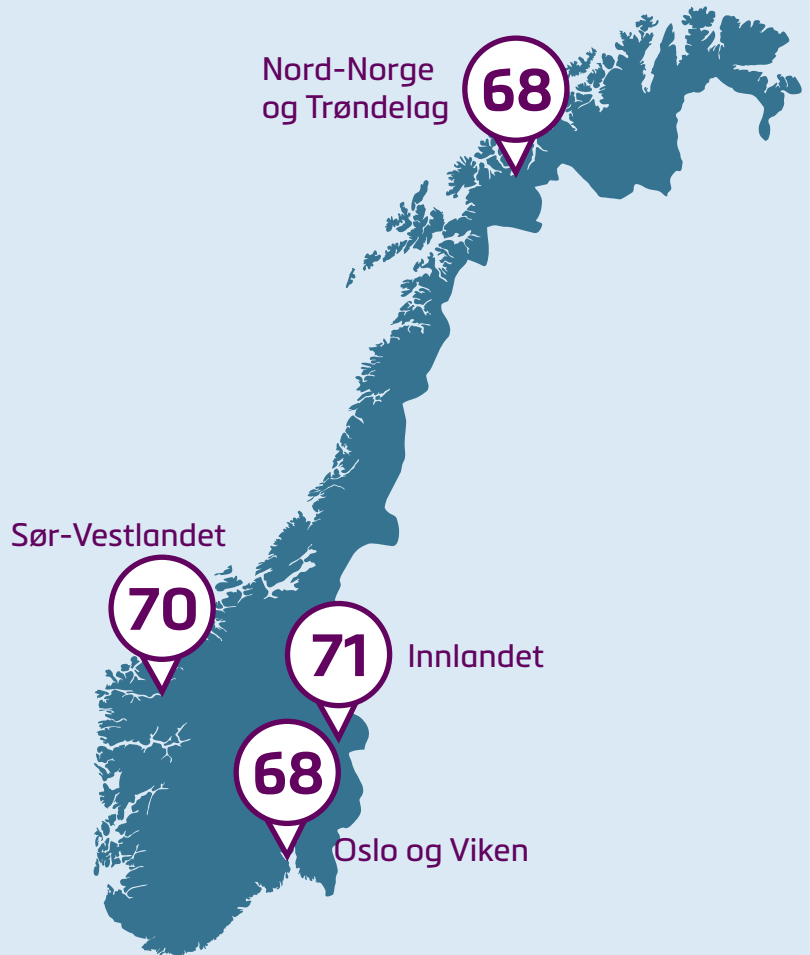 Nord-Norge
og Trøndelag
68
Sør-Vestlandet
70
71
Innlandet
68
Oslo og Viken